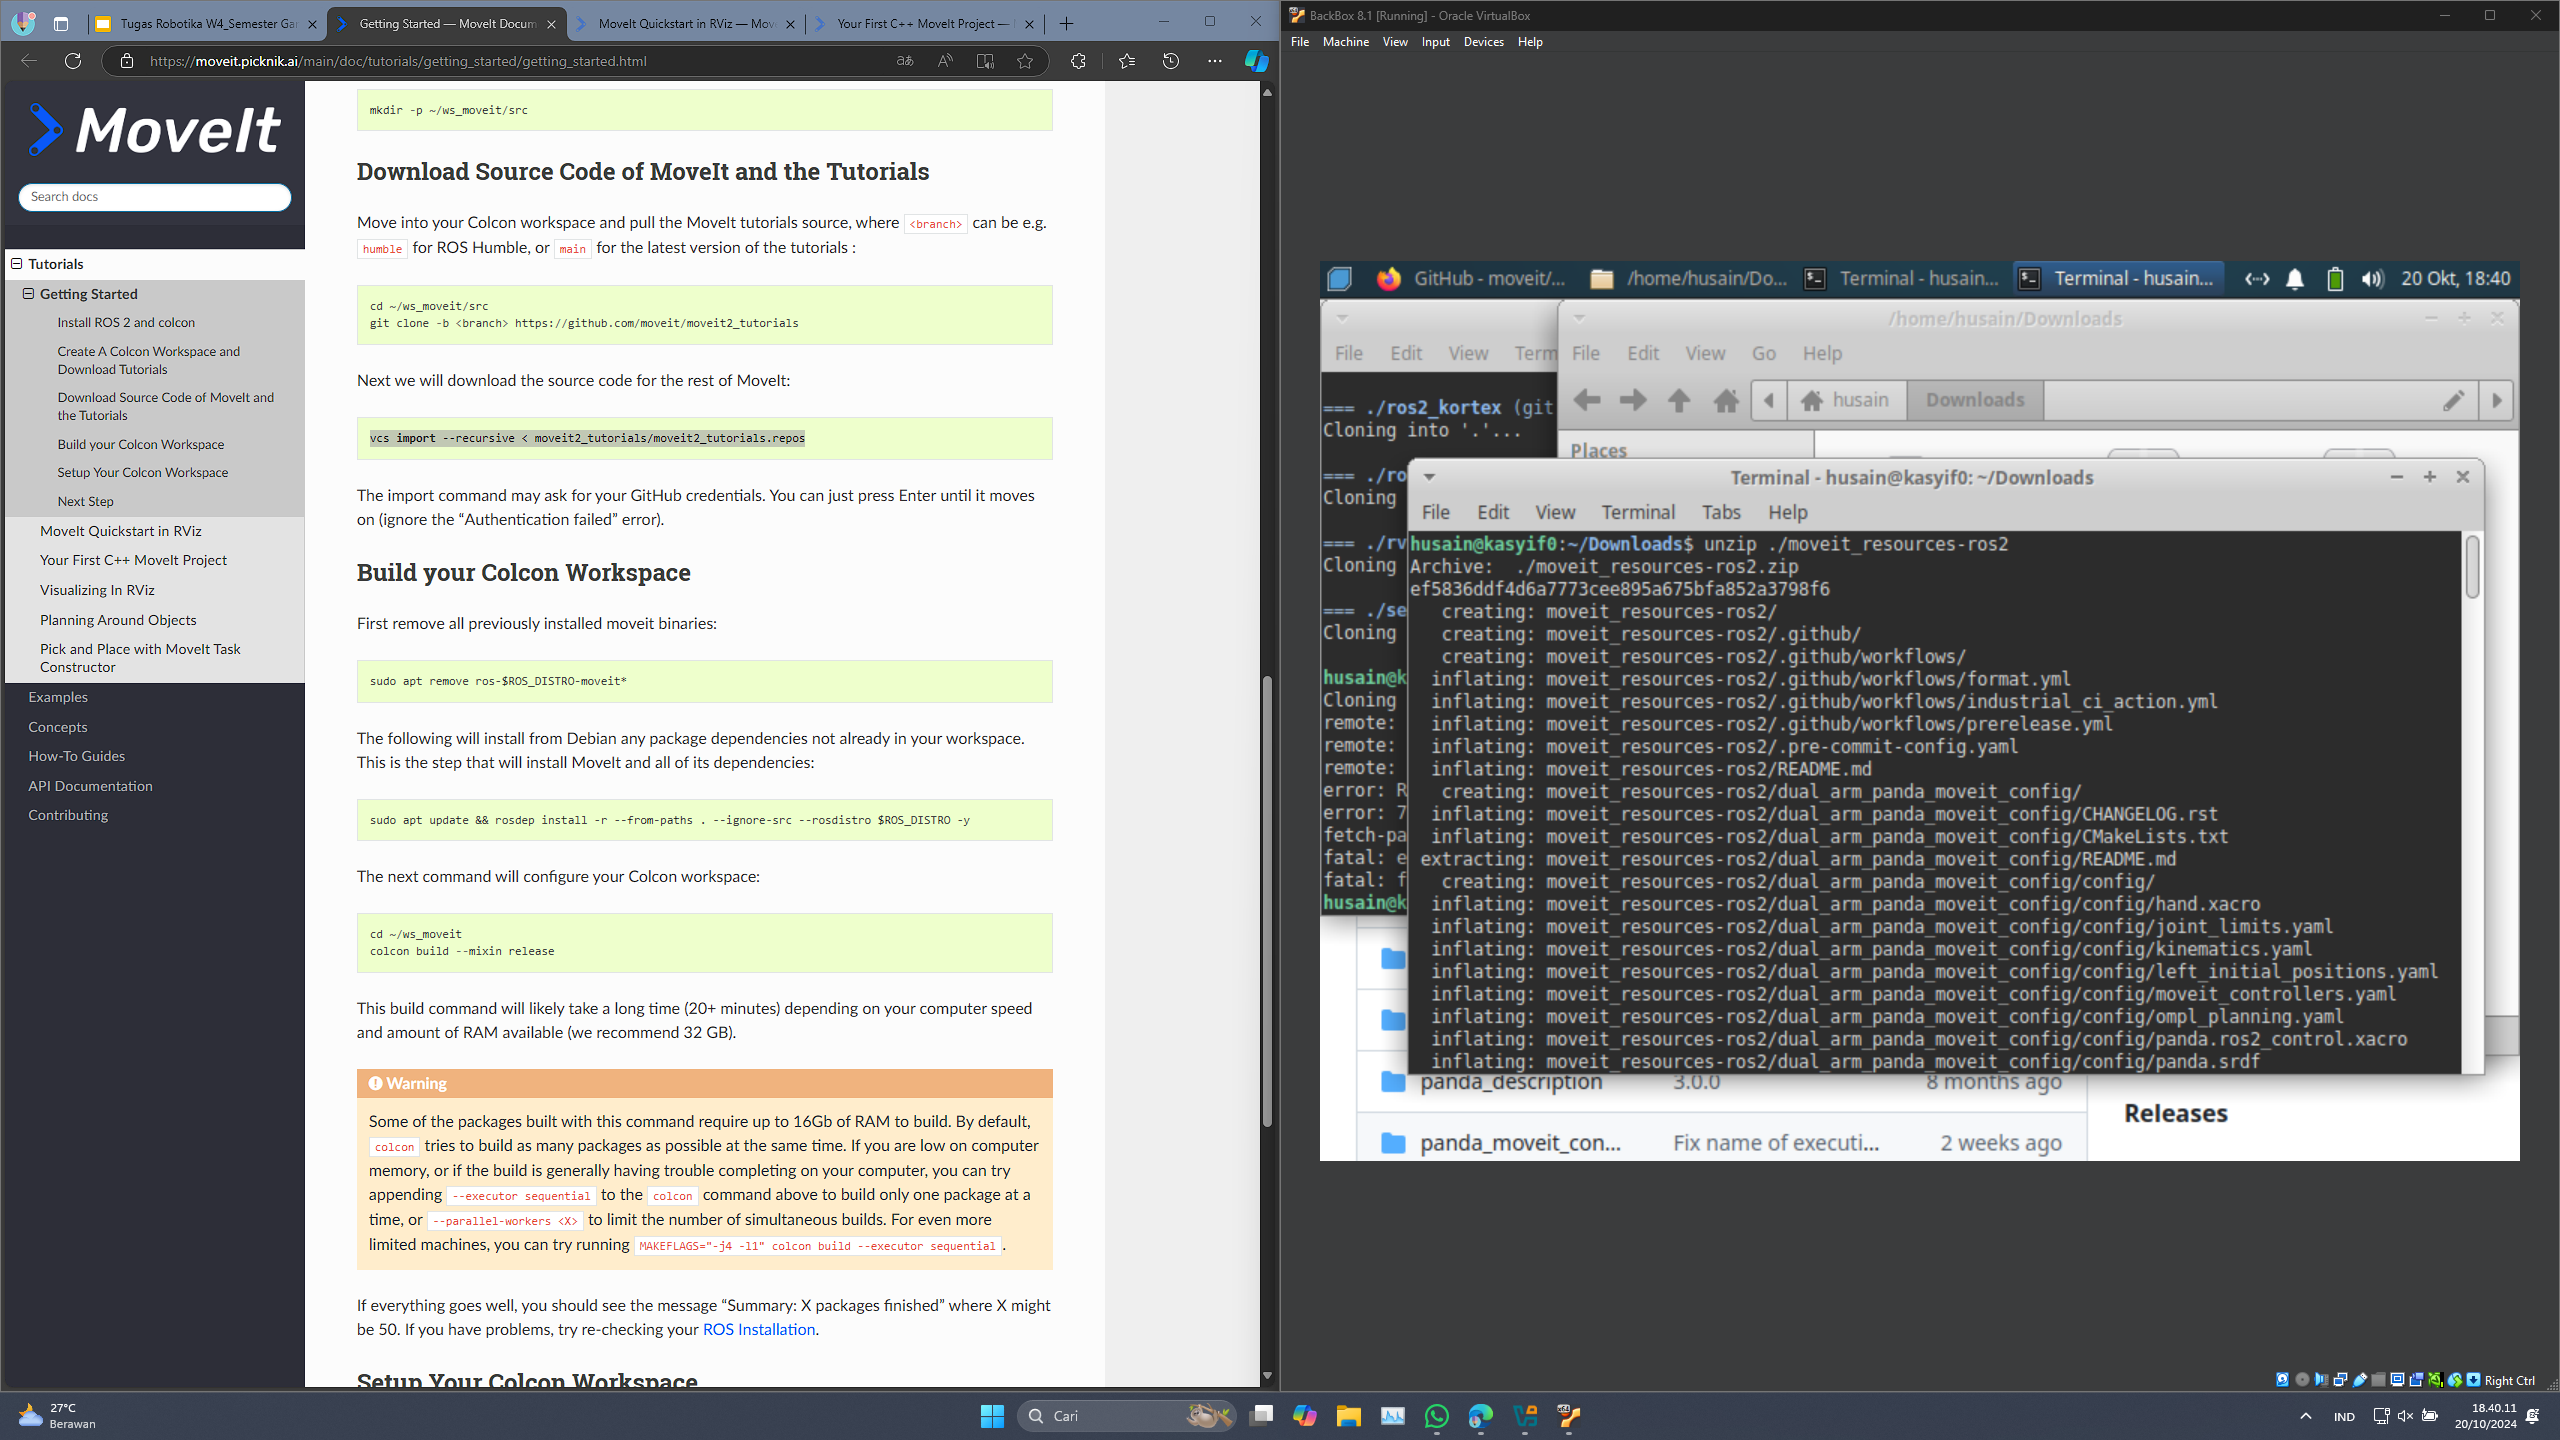 Tugas Robotika W4_Semester Ga
Getting Started — MoveIt Docum
MoveIt Quickstart in RViz — Mov
Your First C++ MoveIt Project —
https://moveit.picknik.ai/main/doc/tutorials/getting_started/getting_started.html
MoveIt
Search docs
Tutorials
Getting Started
Install ROS 2 and colcon
Create A Colcon Workspace and
Download Tutorials
Download Source Code of MoveIt and
the Tutorials
Build your Colcon Workspace
Setup Your Colcon Workspace
Next Step
MoveIt Quickstart in RViz
Your First C++ MoveIt Project
Visualizing In RViz
Planning Around Objects
Pick and Place with MoveIt Task
Constructor
Examples
Concepts
How-To Guides
API Documentation
Contributing
mkdir -p ~/ws_moveit/src
Download Source Code of MoveIt and the Tutorials
Move into your Colcon workspace and pull the MoveIt tutorials source, where <branch> can be e.g.
humble for ROS Humble, or main for the latest version of the tutorials :
cd ~/ws_moveit/src
git clone -b <branch> https://github.com/moveit/moveit2_tutorials
Next we will download the source code for the rest of MoveIt:
vcs import --recursive < moveit2_tutorials/moveit2_tutorials.repos
The import command may ask for your GitHub credentials. You can just press Enter until it moves
on (ignore the “Authentication failed” error).
Build your Colcon Workspace
First remove all previously installed moveit binaries:
sudo apt remove ros-$ROS_DISTRO-moveit*
The following will install from Debian any package dependencies not already in your workspace.
This is the step that will install MoveIt and all of its dependencies:
sudo apt update && rosdep install -r --from-paths . --ignore-src --rosdistro $ROS_DISTRO -y
The next command will configure your Colcon workspace:
cd ~/ws_moveit
colcon build --mixin release
This build command will likely take a long time (20+ minutes) depending on your computer speed
and amount of RAM available (we recommend 32 GB).
Warning
Some of the packages built with this command require up to 16Gb of RAM to build. By default,
colcon tries to build as many packages as possible at the same time. If you are low on computer
memory, or if the build is generally having trouble completing on your computer, you can try
appending --executor sequential to the colcon command above to build only one package at a
time, or --parallel-workers <X> to limit the number of simultaneous builds. For even more
limited machines, you can try running MAKEFLAGS="-j4 -l1" colcon build --executor sequential .
If everything goes well, you should see the message “Summary: X packages finished” where X might
be 50. If you have problems, try re-checking your ROS Installation.
Setup Your Colcon Workspace
BackBox 8.1 [Running] - Oracle VirtualBox
File Machine View Input Devices Help
GitHub - moveit/... /home/husain/Do... Terminal - husain... Terminal - husain... 20 Okt, 18:40
/home/husain/Downloads
File Edit View Term
File Edit View Go Help
husain Downloads
Places
=== ./ros2_kortex (git
Cloning into '.'...
=== ./ro
Cloning
=== ./rv
Cloning
=== ./se
Cloning
husain@k
Cloning
remote:
remote:
remote:
error: R
error: 7
fetch-pa
fatal: e
fatal: f
husain@k
Terminal - husain@kasyif0: ~/Downloads
File Edit View Terminal Tabs Help
husain@kasyif0:~/Downloads$ unzip ./moveit_resources-ros2
Archive:  ./moveit_resources-ros2.zip
ef5836ddf4d6a7773cee895a675bfa852a3798f6
creating: moveit_resources-ros2/
creating: moveit_resources-ros2/.github/
creating: moveit_resources-ros2/.github/workflows/
inflating: moveit_resources-ros2/.github/workflows/format.yml
inflating: moveit_resources-ros2/.github/workflows/industrial_ci_action.yml
inflating: moveit_resources-ros2/.github/workflows/prerelease.yml
inflating: moveit_resources-ros2/.pre-commit-config.yaml
inflating: moveit_resources-ros2/README.md
creating: moveit_resources-ros2/dual_arm_panda_moveit_config/
inflating: moveit_resources-ros2/dual_arm_panda_moveit_config/CHANGELOG.rst
inflating: moveit_resources-ros2/dual_arm_panda_moveit_config/CMakeLists.txt
extracting: moveit_resources-ros2/dual_arm_panda_moveit_config/README.md
creating: moveit_resources-ros2/dual_arm_panda_moveit_config/config/
inflating: moveit_resources-ros2/dual_arm_panda_moveit_config/config/hand.xacro
inflating: moveit_resources-ros2/dual_arm_panda_moveit_config/config/joint_limits.yaml
inflating: moveit_resources-ros2/dual_arm_panda_moveit_config/config/kinematics.yaml
inflating: moveit_resources-ros2/dual_arm_panda_moveit_config/config/left_initial_positions.yaml
inflating: moveit_resources-ros2/dual_arm_panda_moveit_config/config/moveit_controllers.yaml
inflating: moveit_resources-ros2/dual_arm_panda_moveit_config/config/ompl_planning.yaml
inflating: moveit_resources-ros2/dual_arm_panda_moveit_config/config/panda.ros2_control.xacro
inflating: moveit_resources-ros2/dual_arm_panda_moveit_config/config/panda.srdf
panda_description 3.0.0 8 months ago
Releases
panda_moveit_con... Fix name of executi... 2 weeks ago
Right Ctrl
27°C
Berawan
Cari
IND
18.40.11
20/10/2024